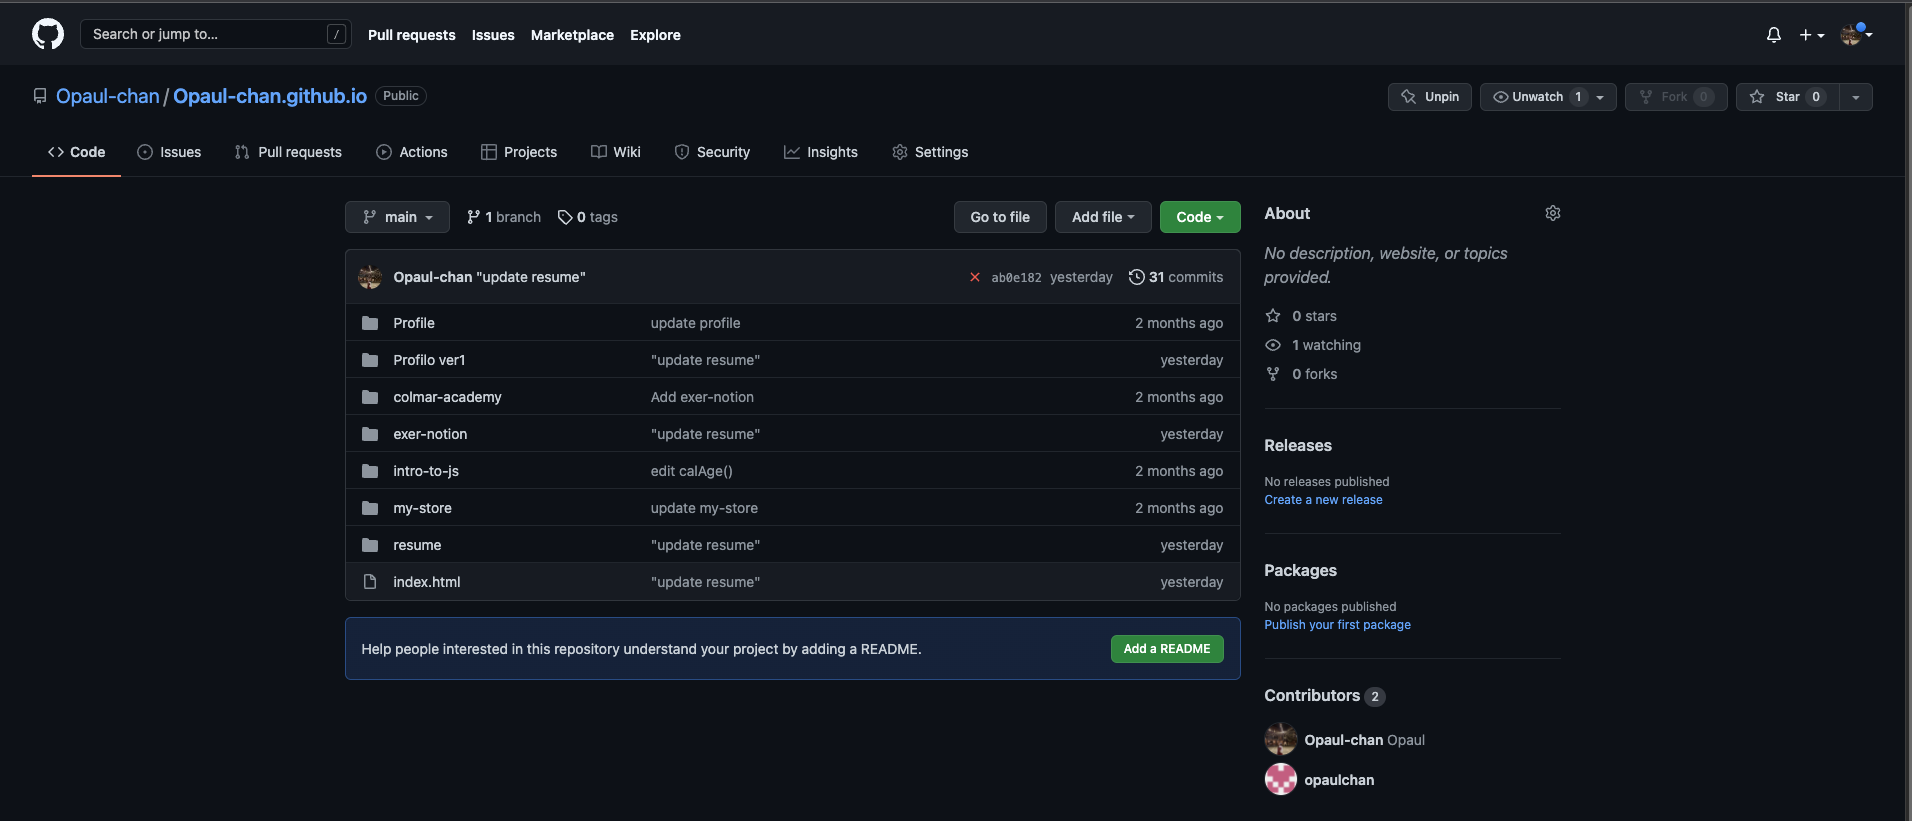 Search or jump to... /
Pull requests Issues Marketplace Explore
Opaul-chan / Opaul-chan.github.io Public
Unpin Unwatch 1 Fork 0 Star 0
Code Issues Pull requests Actions Projects Wiki Security Insights Settings
main 1 branch 0 tags Go to file Add file Code
Opaul-chan "update resume" ab0e182 yesterday 31 commits
Profile update profile 2 months ago
Profilo ver1 "update resume" yesterday
colmar-academy Add exer-notion 2 months ago
exer-notion "update resume" yesterday
intro-to-js edit calAge() 2 months ago
my-store update my-store 2 months ago
resume "update resume" yesterday
index.html "update resume" yesterday
Help people interested in this repository understand your project by adding a README. Add a README
About
No description, website, or topics
provided.
0 stars
1 watching
0 forks
Releases
No releases published
Create a new release
Packages
No packages published
Publish your first package
Contributors 2
Opaul-chan Opaul
opaulchan